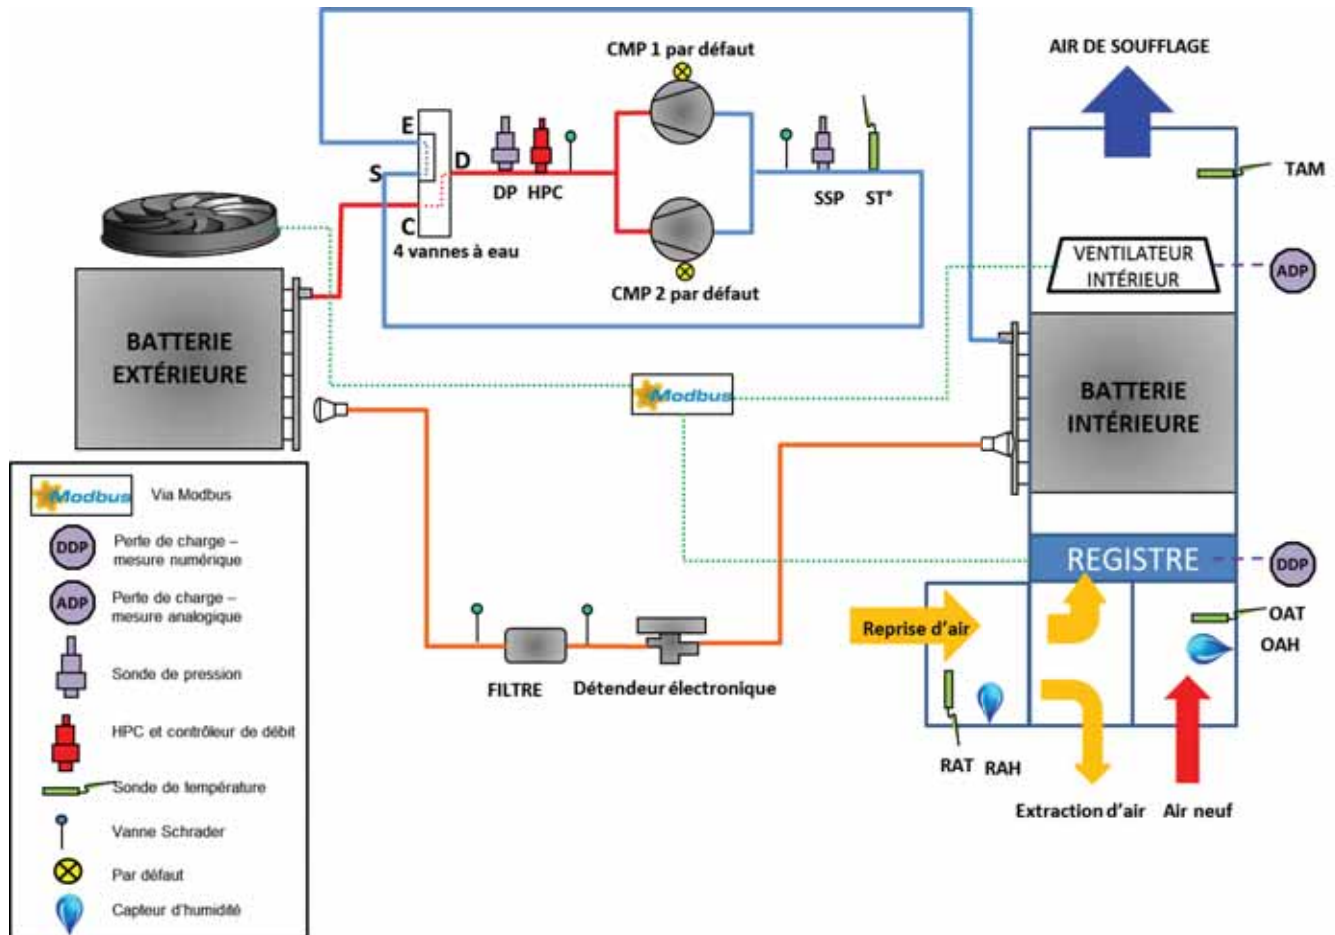 CMP 1 par défaut
AIR DE SOUFFLAGE
E
D
S
C
DP
HPC
SSP
ST°
TAM
4 vannes à eau
CMP 2 par défaut
VENTILATEUR
INTÉRIEUR
ADP
BATTERIE
EXTÉRIEURE
Modbus
BATTERIE
INTÉRIEURE
REGISTRE
DDP
Reprise d'air
OAT
OAH
FILTRE
Détendeur électronique
RAT
RAH
Extraction d'air
Air neuf
Modbus
Via Modbus
DDP
Perte de charge –
mesure numérique
ADP
Perte de charge –
mesure analogique
Sonde de pression
HPC et contrôleur de débit
Sonde de température
Vanne Schrader
Par défaut
Capteur d'humidité